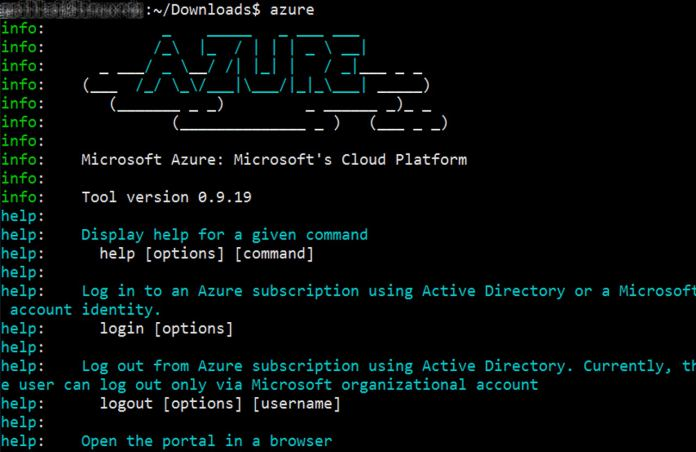 :~/Downloads$ azure
info:
info:
info:
info:
info:
info:
info:
info: Microsoft Azure: Microsoft's Cloud Platform
info:
info: Tool version 0.9.19
help:
help: Display help for a given command
help: help [options] [command]
help:
help: Log in to an Azure subscription using Active Directory or a Microsoft
account identity.
help: login [options]
help:
help: Log out from Azure subscription using Active Directory. Currently, th
e user can log out only via Microsoft organizational account
help: logout [options] [username]
help:
help: Open the portal in a browser